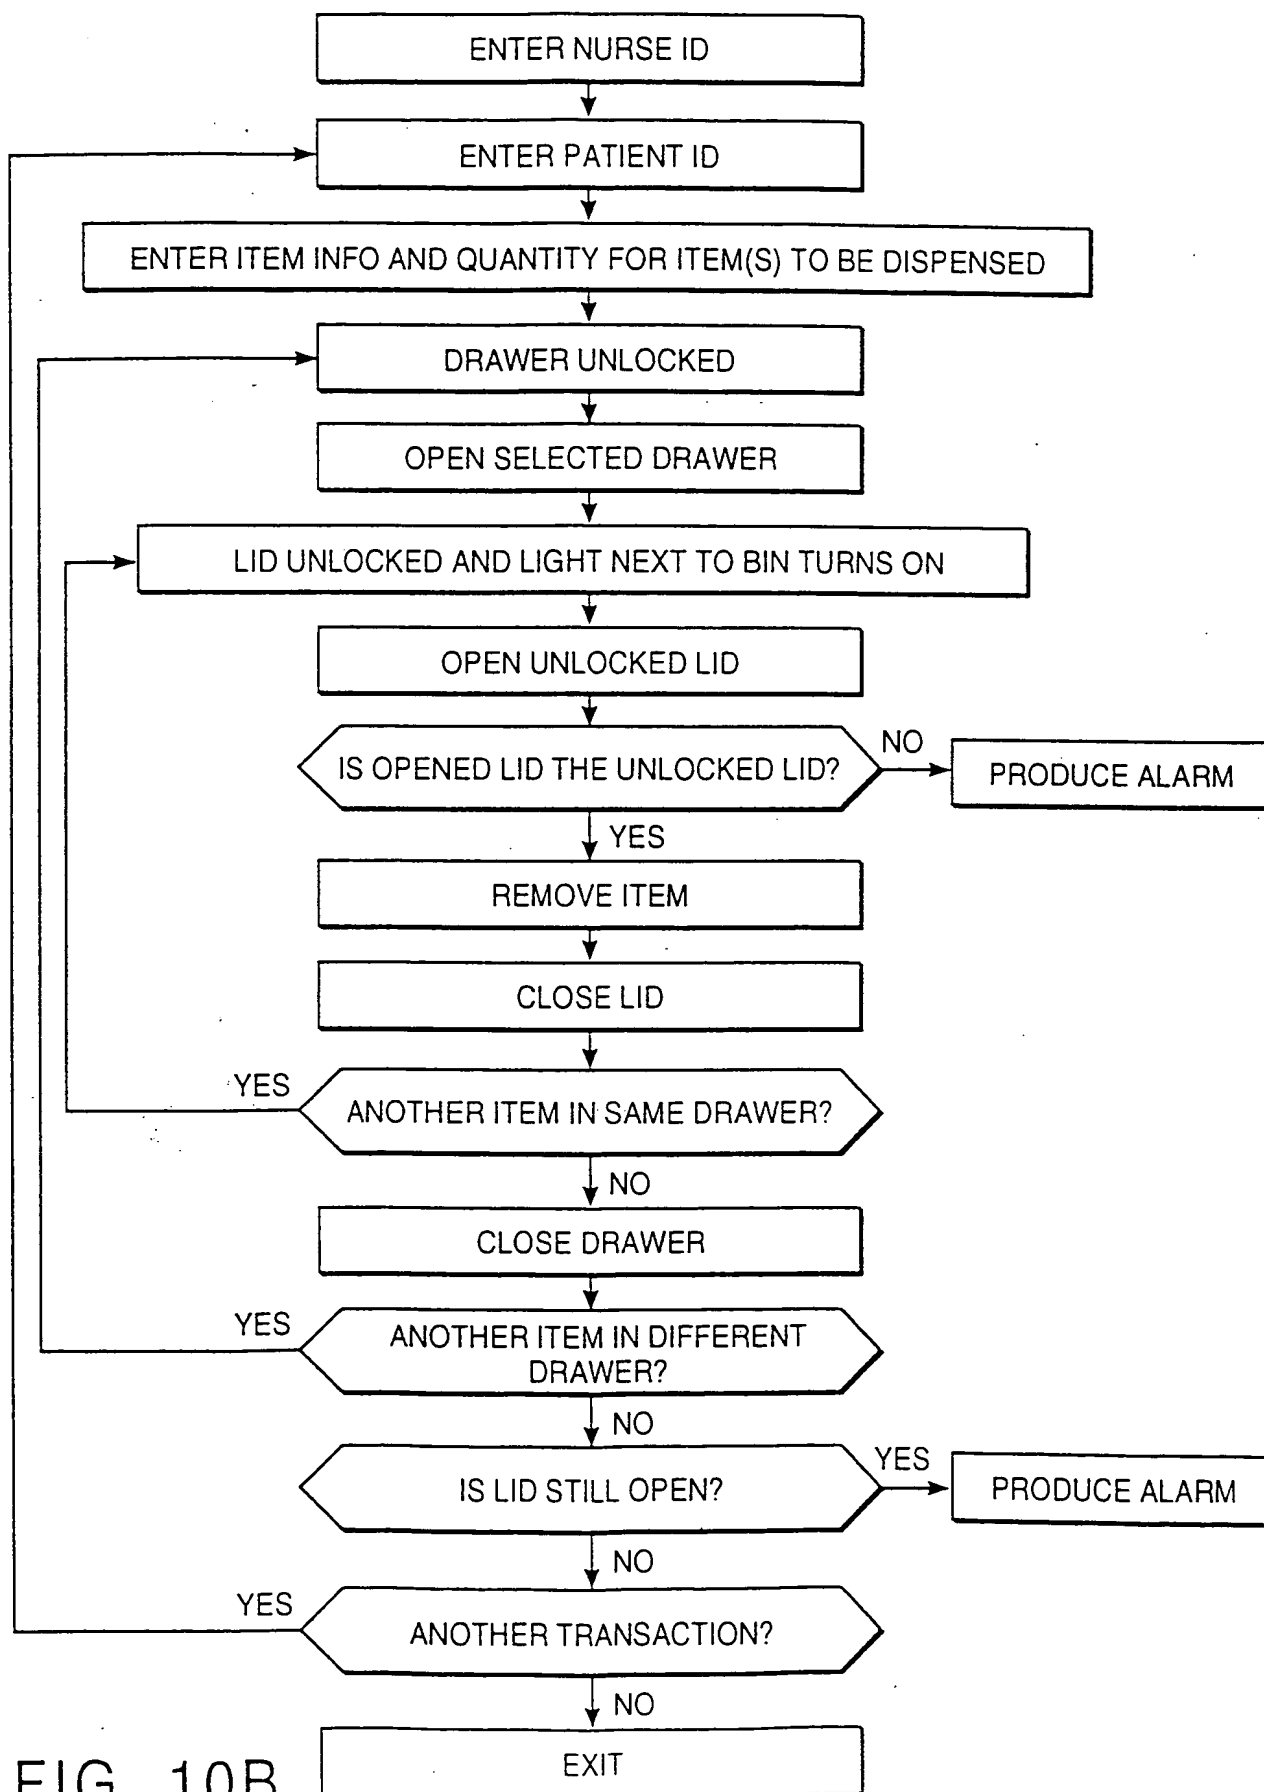 ENTER NURSE ID
ENTER PATIENT ID
ENTER ITEM INFO AND QUANTITY FOR ITEM(S) TO BE DISPENSED
DRAWER UNLOCKED
OPEN SELECTED DRAWER
LID UNLOCKED AND LIGHT NEXT TO BIN TURNS ON
OPEN UNLOCKED LID
IS OPENED LID THE UNLOCKED LID?
NO
PRODUCE ALARM
YES
REMOVE ITEM
CLOSE LID
YES
ANOTHER ITEM IN SAME DRAWER?
NO
CLOSE DRAWER
YES
ANOTHER ITEM IN DIFFERENT
DRAWER?
NO
IS LID STILL OPEN?
YES
PRODUCE ALARM
NO
YES
ANOTHER TRANSACTION?
NO
EXIT
FIG. 10B